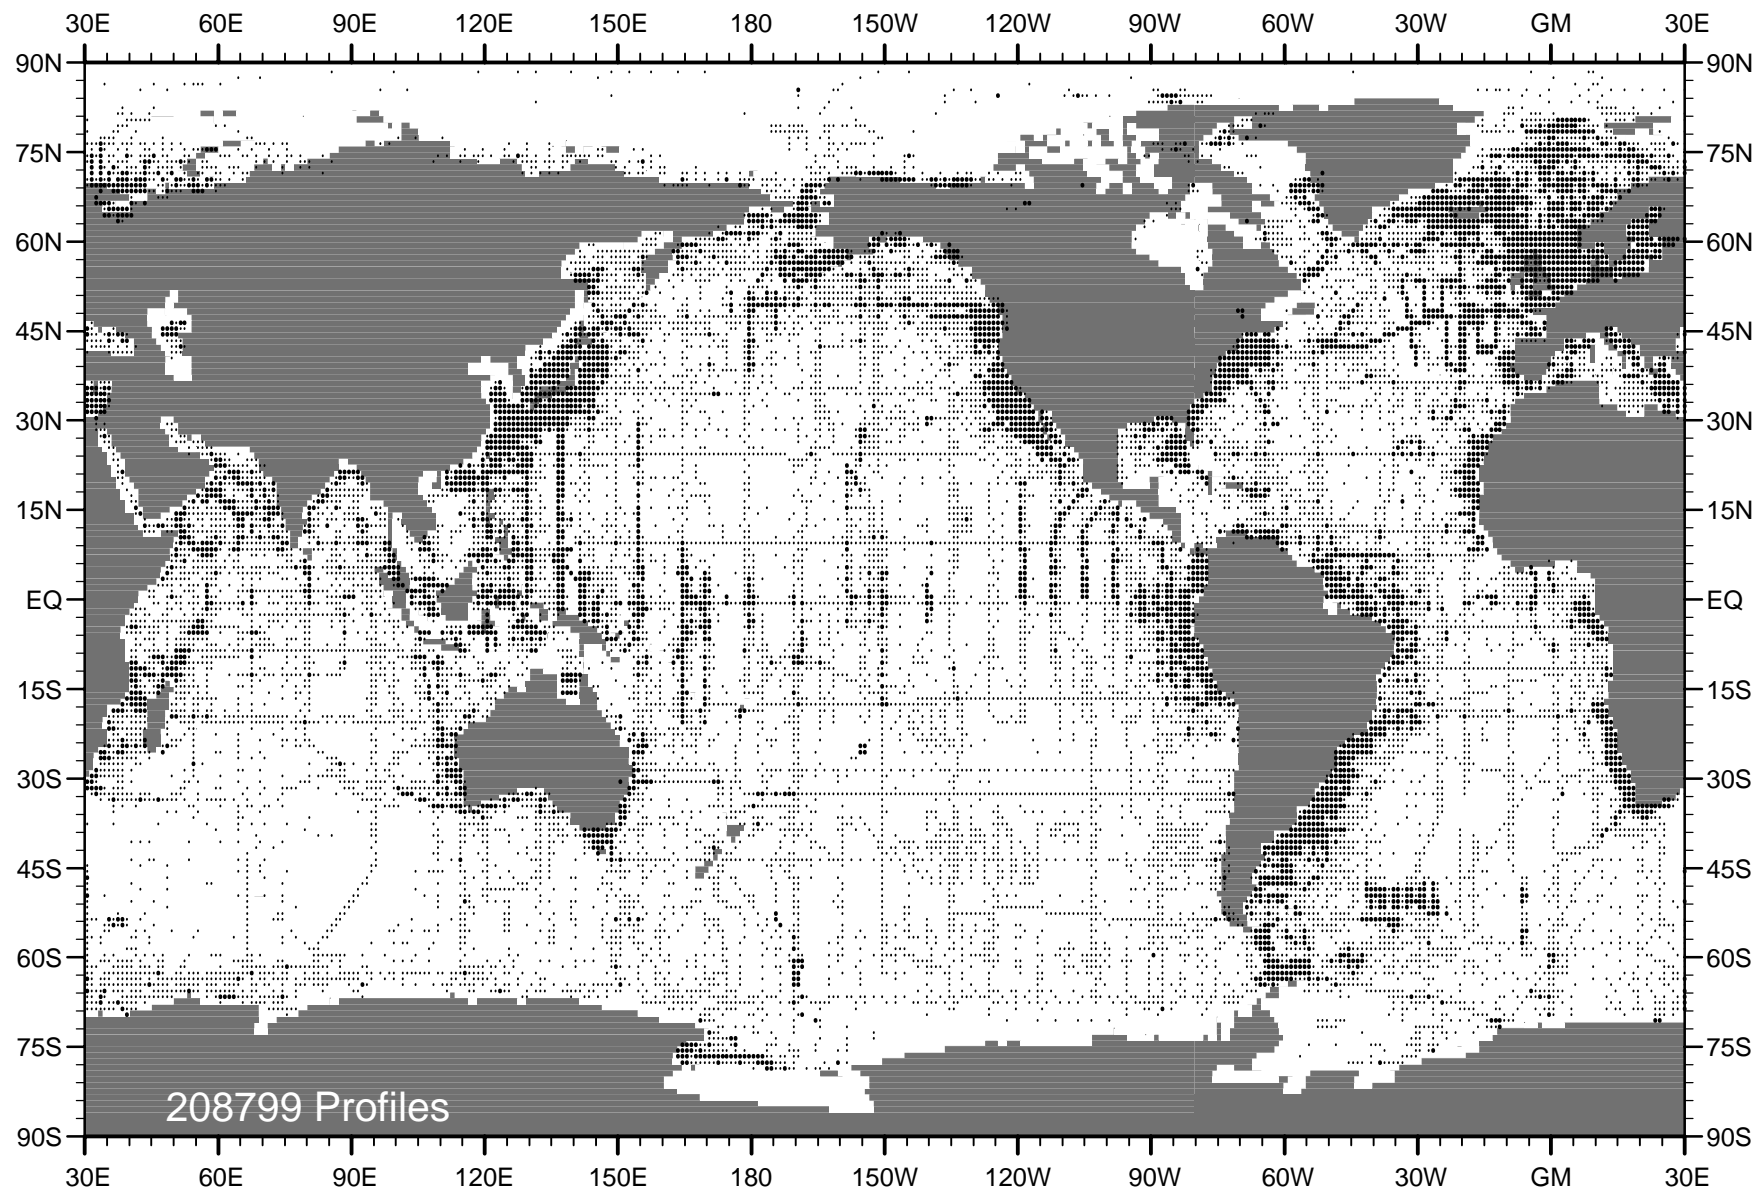 30E 60E 90E 120E 150E 180 150W 120W 90W 60W 30W GM 30E
90N 90N
75N 75N
60N 60N
45N 45N
30N 30N
15N 15N
EQ EQ
15S 15S
30S 30S
45S 45S
60S 60S
75S 75S
208799 Profiles
90S 90S
30E 60E 90E 120E 150E 180 150W 120W 90W 60W 30W GM 30E